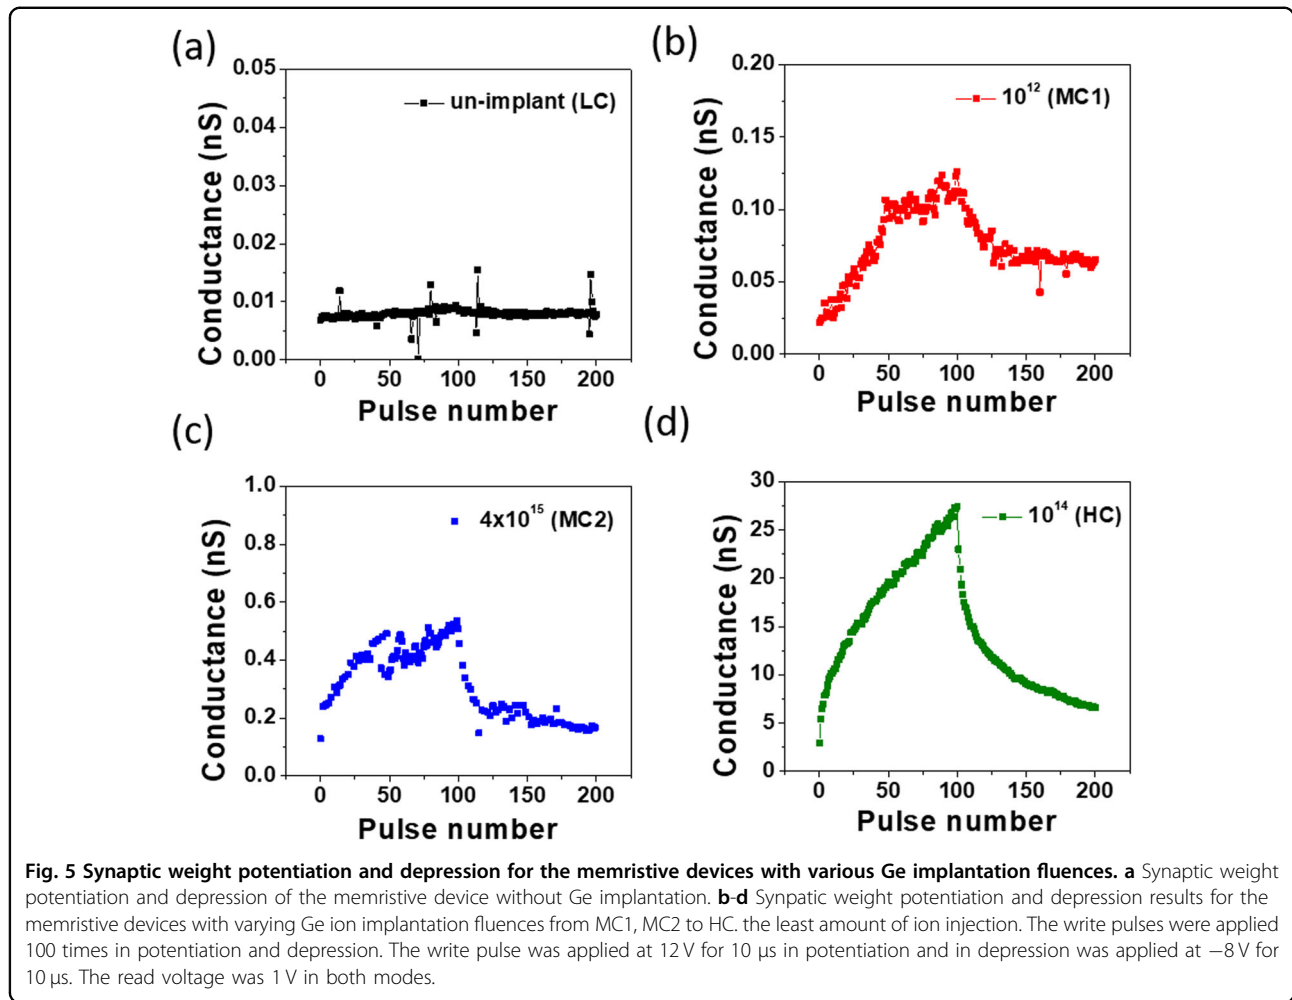 (a)
0.05
0.04
0.03
0.02
0.01
0.00
Conductance (nS)
un-implant (LC)
0 50 100 150 200
Pulse number
(b)
0.20
0.15
0.10
0.05
0.00
Conductance (nS)
10¹² (MC1)
0 50 100 150 200
Pulse number
(c)
1.0
0.8
0.6
0.4
0.2
0.0
Conductance (nS)
4x10¹⁵ (MC2)
0 50 100 150 200
Pulse number
(d)
30
25
20
15
10
5
0
Conductance (nS)
10¹⁴ (HC)
0 50 100 150 200
Pulse number
Fig. 5 Synaptic weight potentiation and depression for the memristive devices with various Ge implantation fluences. a Synaptic weight
potentiation and depression of the memristive device without Ge implantation. b-d Synpatic weight potentiation and depression results for the
memristive devices with varying Ge ion implantation fluences from MC1, MC2 to HC. the least amount of ion injection. The write pulses were applied
100 times in potentiation and depression. The write pulse was applied at 12 V for 10 μs in potentiation and in depression was applied at −8 V for
10 μs. The read voltage was 1 V in both modes.